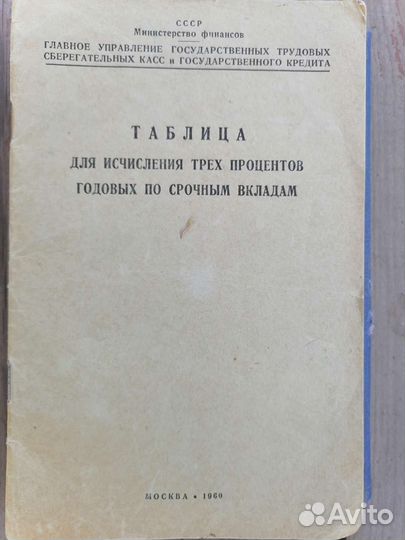 СССР
Министерство финансов
ГЛАВНОЕ УПРАВЛЕНИЕ ГОСУДАРСТВЕННЫХ ТРУДОВЫХ
СБЕРЕГАТЕЛЬНЫХ КАСС и ГОСУДАРСТВЕННОГО КРЕДИТА
ТАБЛИЦА
ДЛЯ ИСЧИСЛЕНИЯ ТРЕХ ПРОЦЕНТОВ
ГОДОВЫХ ПО СРОЧНЫМ ВКЛАДАМ
МОСКВА • 1960
Avito